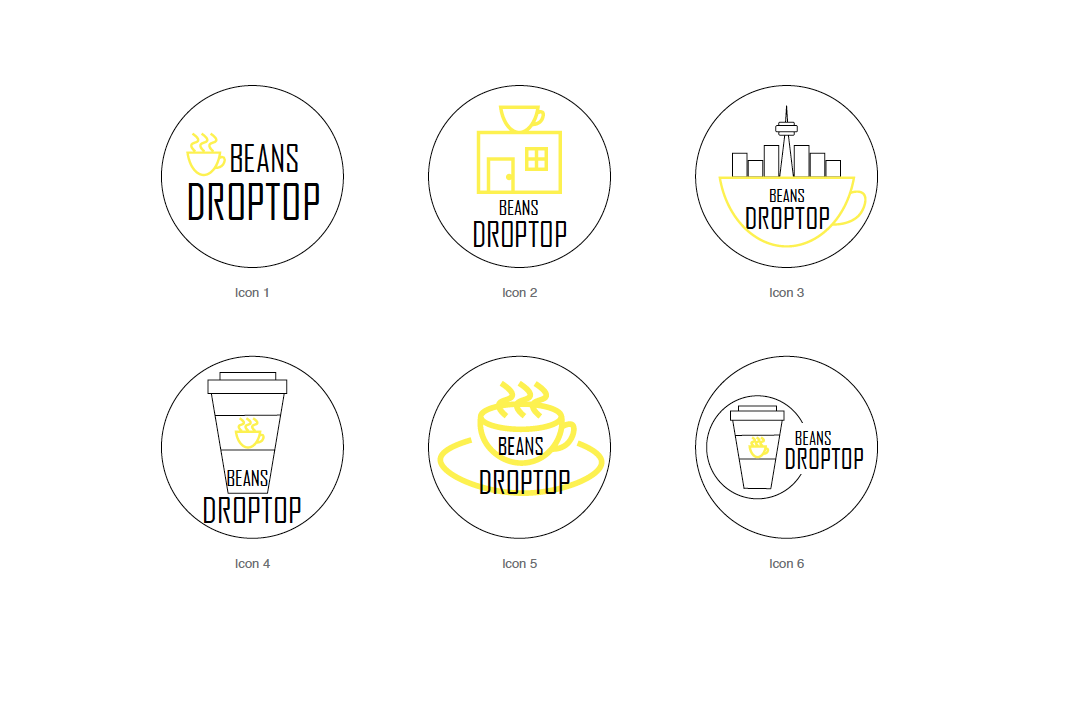 BEANS
DROPTOP
Icon 1
BEANS
DROPTOP
Icon 2
BEANS
DROPTOP
Icon 3
BEANS
DROPTOP
Icon 4
BEANS
DROPTOP
Icon 5
BEANS
DROPTOP
Icon 6